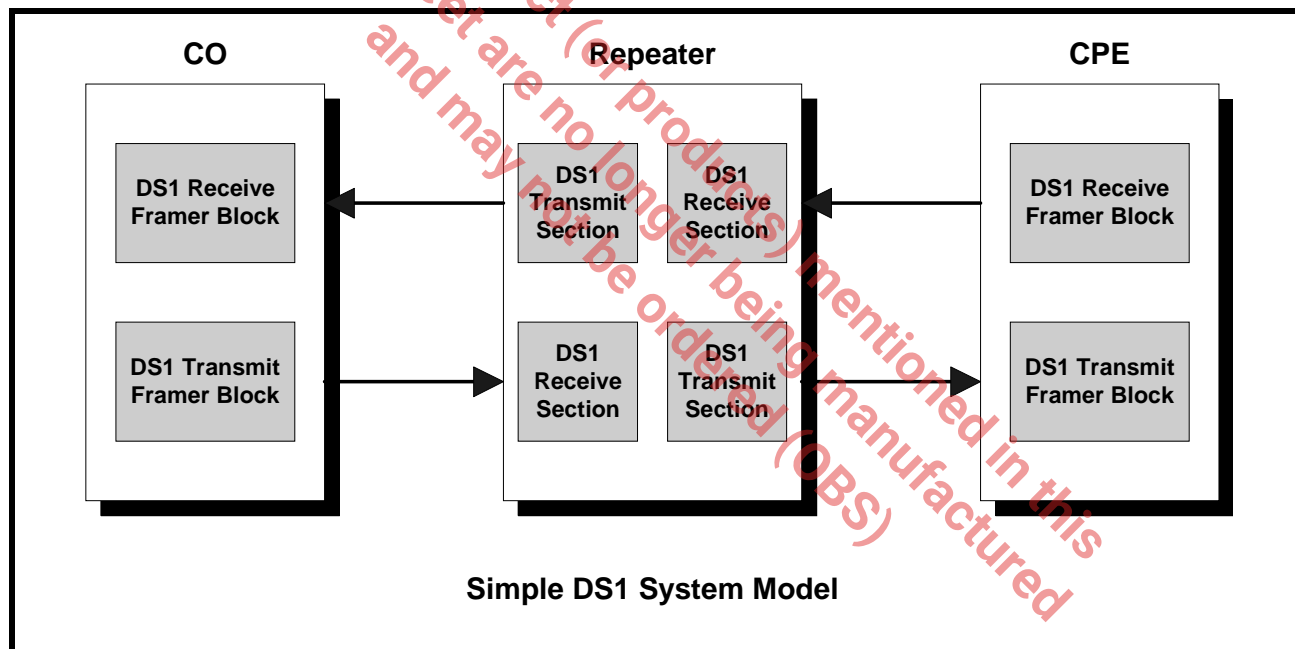 CO
Repeater
CPE
DS1 Receive
Framer Block
DS1
Transmit
Section
DS1
Receive
Section
DS1 Receive
Framer Block
DS1 Transmit
Framer Block
DS1
Receive
Section
DS1
Transmit
Section
DS1 Transmit
Framer Block
Simple DS1 System Model
(or products) mentioned in this
are no longer being manufactured
and may not be ordered (OBS)